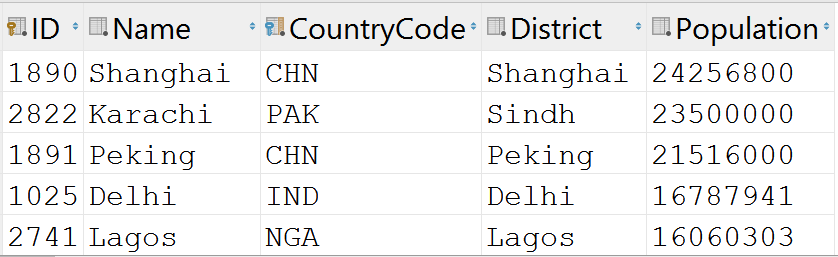 ID Name CountryCode District Population
1890 Shanghai CHN Shanghai 24256800
2822 Karachi PAK Sindh 23500000
1891 Peking CHN Peking 21516000
1025 Delhi IND Delhi 16787941
2741 Lagos NGA Lagos 16060303